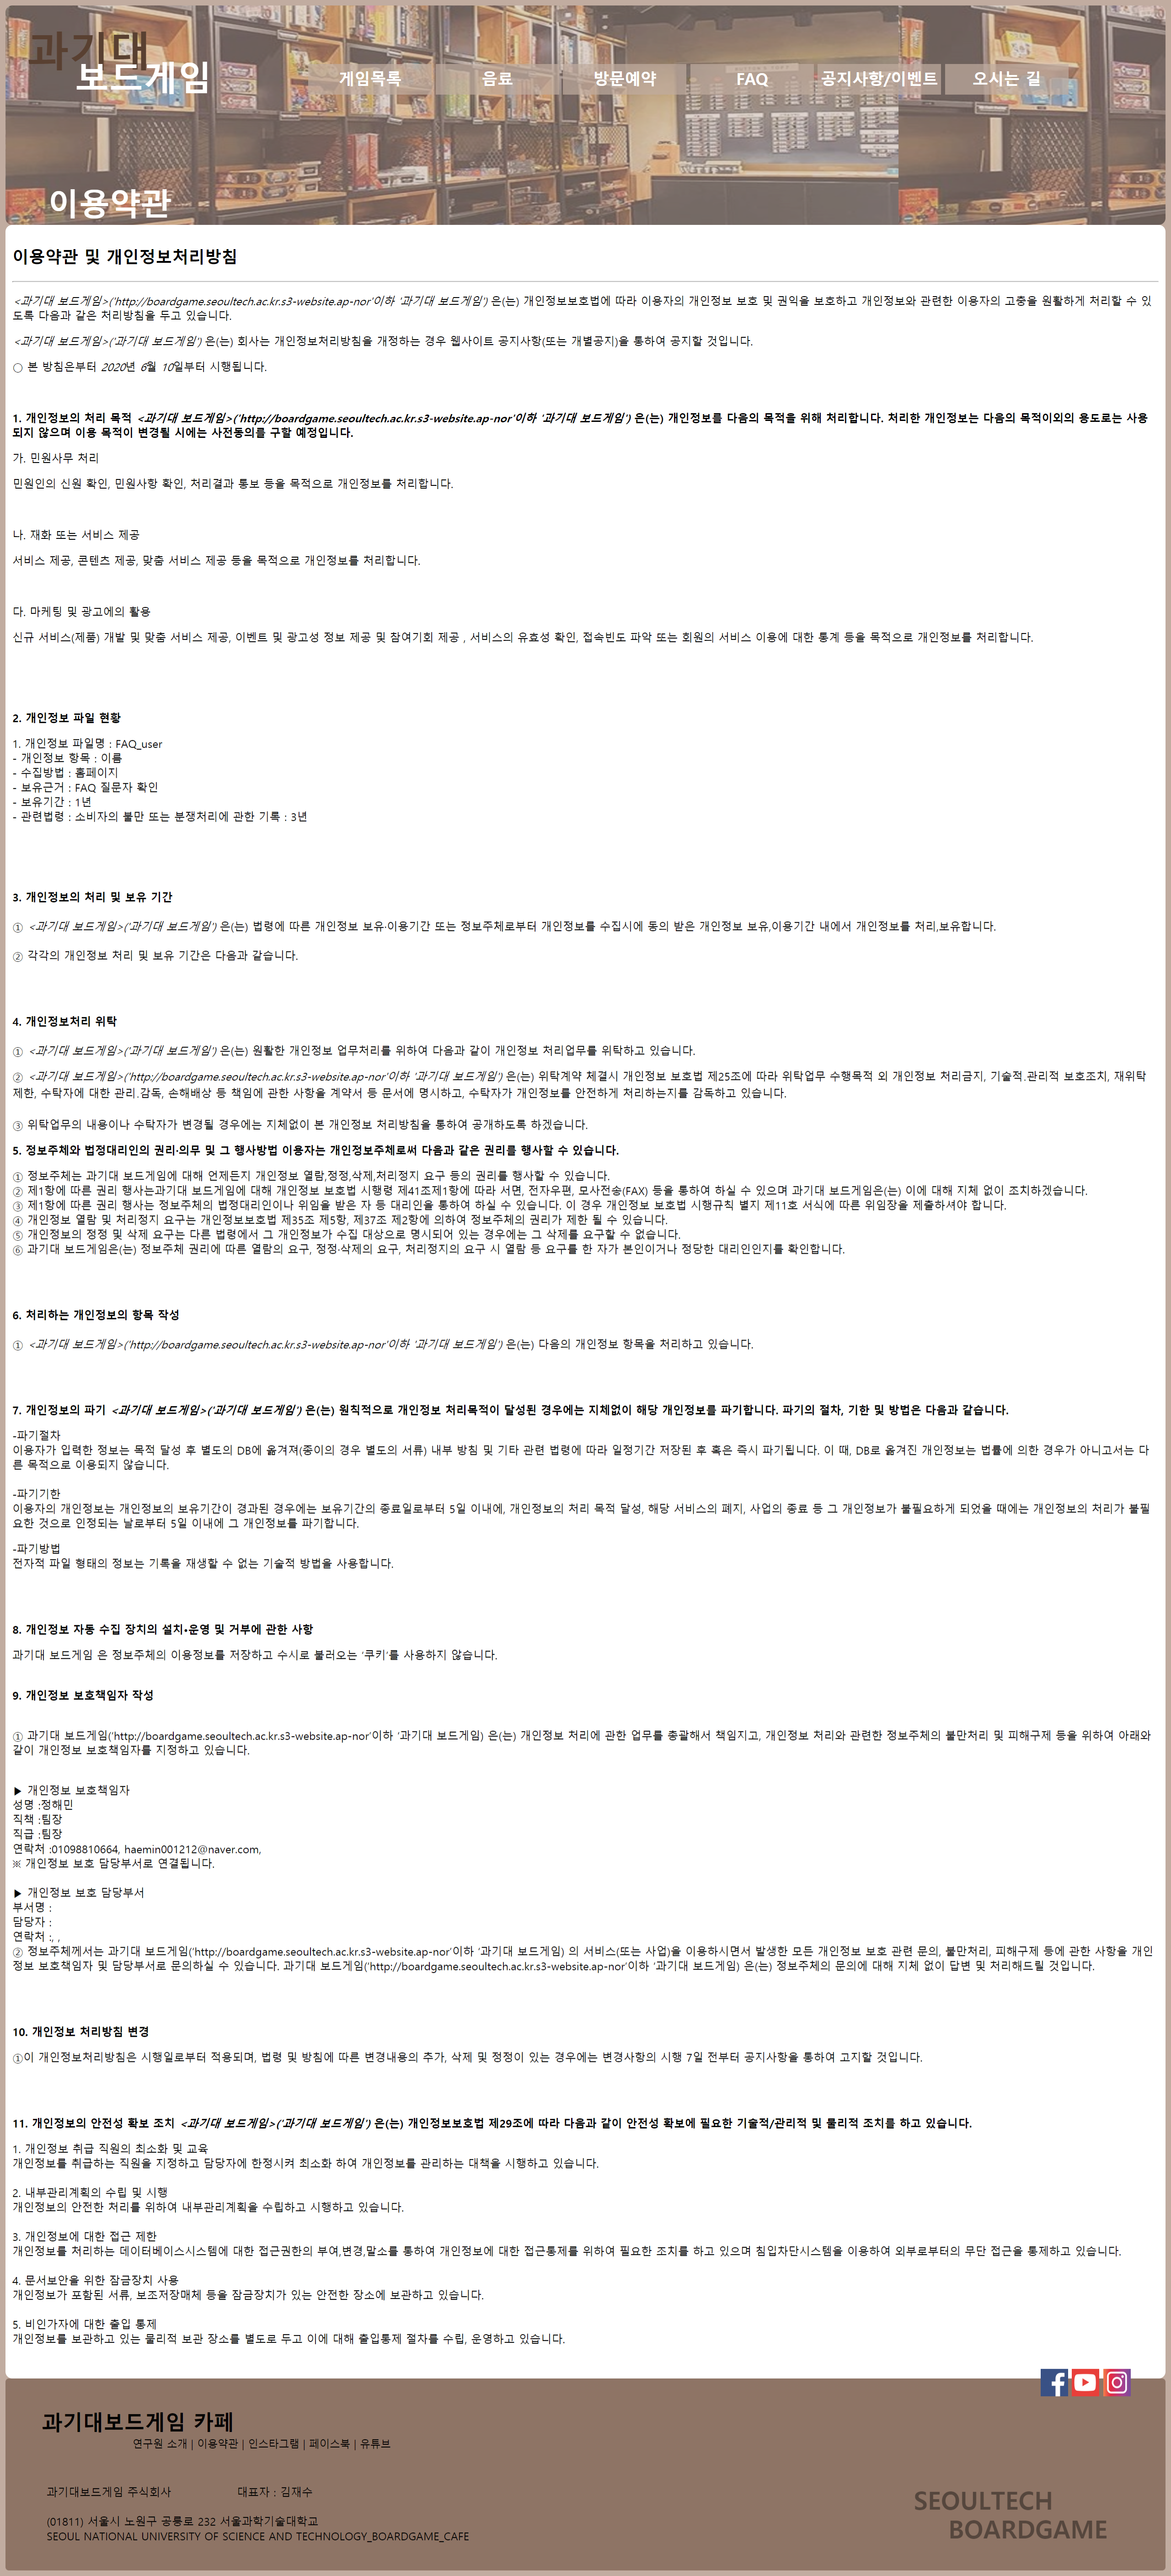 과기대
보드게임
게임목록 음료 방문예약 FAQ 공지사항/이벤트 오시는 길
이용약관
이용약관 및 개인정보처리방침
<과기대 보드게임>('http://boardgame.seoultech.ac.kr.s3-website.ap-nor'이하 '과기대 보드게임') 은(는) 개인정보보호법에 따라 이용자의 개인정보 보호 및 권익을 보호하고 개인정보와 관련한 이용자의 고충을 원활하게 처리할 수 있
도록 다음과 같은 처리방침을 두고 있습니다.
<과기대 보드게임>('과기대 보드게임') 은(는) 회사는 개인정보처리방침을 개정하는 경우 웹사이트 공지사항(또는 개별공지)을 통하여 공지할 것입니다.
○ 본 방침은부터 2020년 6월 10일부터 시행됩니다.
1. 개인정보의 처리 목적 <과기대 보드게임>('http://boardgame.seoultech.ac.kr.s3-website.ap-nor'이하 '과기대 보드게임') 은(는) 개인정보를 다음의 목적을 위해 처리합니다. 처리한 개인정보는 다음의 목적이외의 용도로는 사용
되지 않으며 이용 목적이 변경될 시에는 사전동의를 구할 예정입니다.
가. 민원사무 처리
민원인의 신원 확인, 민원사항 확인, 처리결과 통보 등을 목적으로 개인정보를 처리합니다.
나. 재화 또는 서비스 제공
서비스 제공, 콘텐츠 제공, 맞춤 서비스 제공 등을 목적으로 개인정보를 처리합니다.
다. 마케팅 및 광고에의 활용
신규 서비스(제품) 개발 및 맞춤 서비스 제공, 이벤트 및 광고성 정보 제공 및 참여기회 제공 , 서비스의 유효성 확인, 접속빈도 파악 또는 회원의 서비스 이용에 대한 통계 등을 목적으로 개인정보를 처리합니다.
2. 개인정보 파일 현황
1. 개인정보 파일명 : FAQ_user
- 개인정보 항목 : 이름
- 수집방법 : 홈페이지
- 보유근거 : FAQ 질문자 확인
- 보유기간 : 1년
- 관련법령 : 소비자의 불만 또는 분쟁처리에 관한 기록 : 3년
3. 개인정보의 처리 및 보유 기간
① <과기대 보드게임>('과기대 보드게임') 은(는) 법령에 따른 개인정보 보유·이용기간 또는 정보주체로부터 개인정보를 수집시에 동의 받은 개인정보 보유,이용기간 내에서 개인정보를 처리,보유합니다.
② 각각의 개인정보 처리 및 보유 기간은 다음과 같습니다.
4. 개인정보처리 위탁
① <과기대 보드게임>('과기대 보드게임') 은(는) 원활한 개인정보 업무처리를 위하여 다음과 같이 개인정보 처리업무를 위탁하고 있습니다.
② <과기대 보드게임>('http://boardgame.seoultech.ac.kr.s3-website.ap-nor'이하 '과기대 보드게임') 은(는) 위탁계약 체결시 개인정보 보호법 제25조에 따라 위탁업무 수행목적 외 개인정보 처리금지, 기술적.관리적 보호조치, 재위탁
제한, 수탁자에 대한 관리.감독, 손해배상 등 책임에 관한 사항을 계약서 등 문서에 명시하고, 수탁자가 개인정보를 안전하게 처리하는지를 감독하고 있습니다.
③ 위탁업무의 내용이나 수탁자가 변경될 경우에는 지체없이 본 개인정보 처리방침을 통하여 공개하도록 하겠습니다.
5. 정보주체와 법정대리인의 권리·의무 및 그 행사방법 이용자는 개인정보주체로써 다음과 같은 권리를 행사할 수 있습니다.
① 정보주체는 과기대 보드게임에 대해 언제든지 개인정보 열람,정정,삭제,처리정지 요구 등의 권리를 행사할 수 있습니다.
② 제1항에 따른 권리 행사는과기대 보드게임에 대해 개인정보 보호법 시행령 제41조제1항에 따라 서면, 전자우편, 모사전송(FAX) 등을 통하여 하실 수 있으며 과기대 보드게임은(는) 이에 대해 지체 없이 조치하겠습니다.
③ 제1항에 따른 권리 행사는 정보주체의 법정대리인이나 위임을 받은 자 등 대리인을 통하여 하실 수 있습니다. 이 경우 개인정보 보호법 시행규칙 별지 제11호 서식에 따른 위임장을 제출하셔야 합니다.
④ 개인정보 열람 및 처리정지 요구는 개인정보보호법 제35조 제5항, 제37조 제2항에 의하여 정보주체의 권리가 제한 될 수 있습니다.
⑤ 개인정보의 정정 및 삭제 요구는 다른 법령에서 그 개인정보가 수집 대상으로 명시되어 있는 경우에는 그 삭제를 요구할 수 없습니다.
⑥ 과기대 보드게임은(는) 정보주체 권리에 따른 열람의 요구, 정정·삭제의 요구, 처리정지의 요구 시 열람 등 요구를 한 자가 본인이거나 정당한 대리인인지를 확인합니다.
6. 처리하는 개인정보의 항목 작성
① <과기대 보드게임>('http://boardgame.seoultech.ac.kr.s3-website.ap-nor'이하 '과기대 보드게임') 은(는) 다음의 개인정보 항목을 처리하고 있습니다.
7. 개인정보의 파기 <과기대 보드게임>('과기대 보드게임') 은(는) 원칙적으로 개인정보 처리목적이 달성된 경우에는 지체없이 해당 개인정보를 파기합니다. 파기의 절차, 기한 및 방법은 다음과 같습니다.
-파기절차
이용자가 입력한 정보는 목적 달성 후 별도의 DB에 옮겨져(종이의 경우 별도의 서류) 내부 방침 및 기타 관련 법령에 따라 일정기간 저장된 후 혹은 즉시 파기됩니다. 이 때, DB로 옮겨진 개인정보는 법률에 의한 경우가 아니고서는 다
른 목적으로 이용되지 않습니다.
-파기기한
이용자의 개인정보는 개인정보의 보유기간이 경과된 경우에는 보유기간의 종료일로부터 5일 이내에, 개인정보의 처리 목적 달성, 해당 서비스의 폐지, 사업의 종료 등 그 개인정보가 불필요하게 되었을 때에는 개인정보의 처리가 불필
요한 것으로 인정되는 날로부터 5일 이내에 그 개인정보를 파기합니다.
-파기방법
전자적 파일 형태의 정보는 기록을 재생할 수 없는 기술적 방법을 사용합니다.
8. 개인정보 자동 수집 장치의 설치•운영 및 거부에 관한 사항
과기대 보드게임 은 정보주체의 이용정보를 저장하고 수시로 불러오는 '쿠키'를 사용하지 않습니다.
9. 개인정보 보호책임자 작성
① 과기대 보드게임('http://boardgame.seoultech.ac.kr.s3-website.ap-nor'이하 '과기대 보드게임) 은(는) 개인정보 처리에 관한 업무를 총괄해서 책임지고, 개인정보 처리와 관련한 정보주체의 불만처리 및 피해구제 등을 위하여 아래와
같이 개인정보 보호책임자를 지정하고 있습니다.
▶ 개인정보 보호책임자
성명 :정해민
직책 :팀장
직급 :팀장
연락처 :01098810664, haemin001212@naver.com,
※ 개인정보 보호 담당부서로 연결됩니다.
▶ 개인정보 보호 담당부서
부서명 :
담당자 :
연락처 :, ,
② 정보주체께서는 과기대 보드게임('http://boardgame.seoultech.ac.kr.s3-website.ap-nor'이하 '과기대 보드게임) 의 서비스(또는 사업)을 이용하시면서 발생한 모든 개인정보 보호 관련 문의, 불만처리, 피해구제 등에 관한 사항을 개인
정보 보호책임자 및 담당부서로 문의하실 수 있습니다. 과기대 보드게임('http://boardgame.seoultech.ac.kr.s3-website.ap-nor'이하 '과기대 보드게임) 은(는) 정보주체의 문의에 대해 지체 없이 답변 및 처리해드릴 것입니다.
10. 개인정보 처리방침 변경
①이 개인정보처리방침은 시행일로부터 적용되며, 법령 및 방침에 따른 변경내용의 추가, 삭제 및 정정이 있는 경우에는 변경사항의 시행 7일 전부터 공지사항을 통하여 고지할 것입니다.
11. 개인정보의 안전성 확보 조치 <과기대 보드게임>('과기대 보드게임') 은(는) 개인정보보호법 제29조에 따라 다음과 같이 안전성 확보에 필요한 기술적/관리적 및 물리적 조치를 하고 있습니다.
1. 개인정보 취급 직원의 최소화 및 교육
개인정보를 취급하는 직원을 지정하고 담당자에 한정시켜 최소화 하여 개인정보를 관리하는 대책을 시행하고 있습니다.
2. 내부관리계획의 수립 및 시행
개인정보의 안전한 처리를 위하여 내부관리계획을 수립하고 시행하고 있습니다.
3. 개인정보에 대한 접근 제한
개인정보를 처리하는 데이터베이스시스템에 대한 접근권한의 부여,변경,말소를 통하여 개인정보에 대한 접근통제를 위하여 필요한 조치를 하고 있으며 침입차단시스템을 이용하여 외부로부터의 무단 접근을 통제하고 있습니다.
4. 문서보안을 위한 잠금장치 사용
개인정보가 포함된 서류, 보조저장매체 등을 잠금장치가 있는 안전한 장소에 보관하고 있습니다.
5. 비인가자에 대한 출입 통제
개인정보를 보관하고 있는 물리적 보관 장소를 별도로 두고 이에 대해 출입통제 절차를 수립, 운영하고 있습니다.
과기대보드게임 카페
연구원 소개 | 이용약관 | 인스타그램 | 페이스북 | 유튜브
과기대보드게임 주식회사 대표자 : 김재수
(01811) 서울시 노원구 공릉로 232 서울과학기술대학교
SEOUL NATIONAL UNIVERSITY OF SCIENCE AND TECHNOLOGY_BOARDGAME_CAFE
SEOULTECH
BOARDGAME